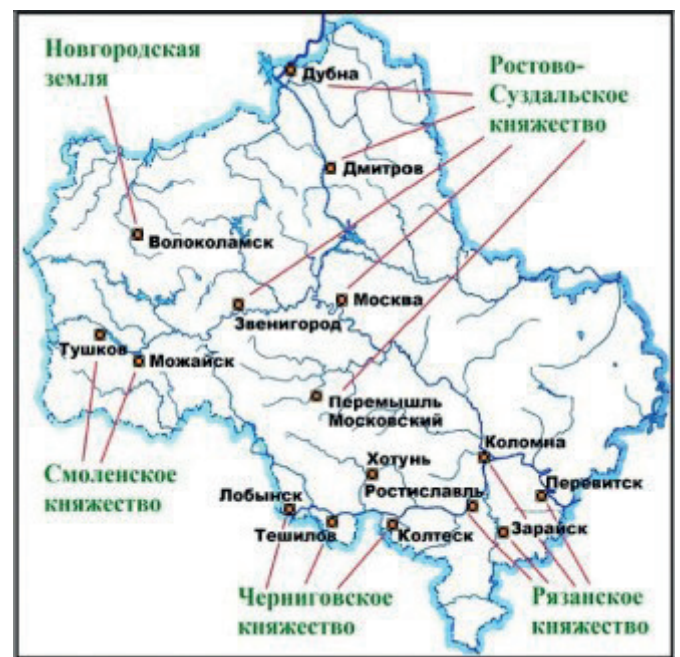 Новгородская
земля
Ростово-
Суздальское
княжество
Дубна
Дмитров
Волоколамск
Москва
Звенигород
Тушков
Можайск
Перемышль
Московский
Коломна
Смоленское
княжество
Хотунь
Перевитск
Лобынск
Ростиславль
Тешилов
Колтеск
Зарайск
Черниговское
княжество
Рязанское
княжество